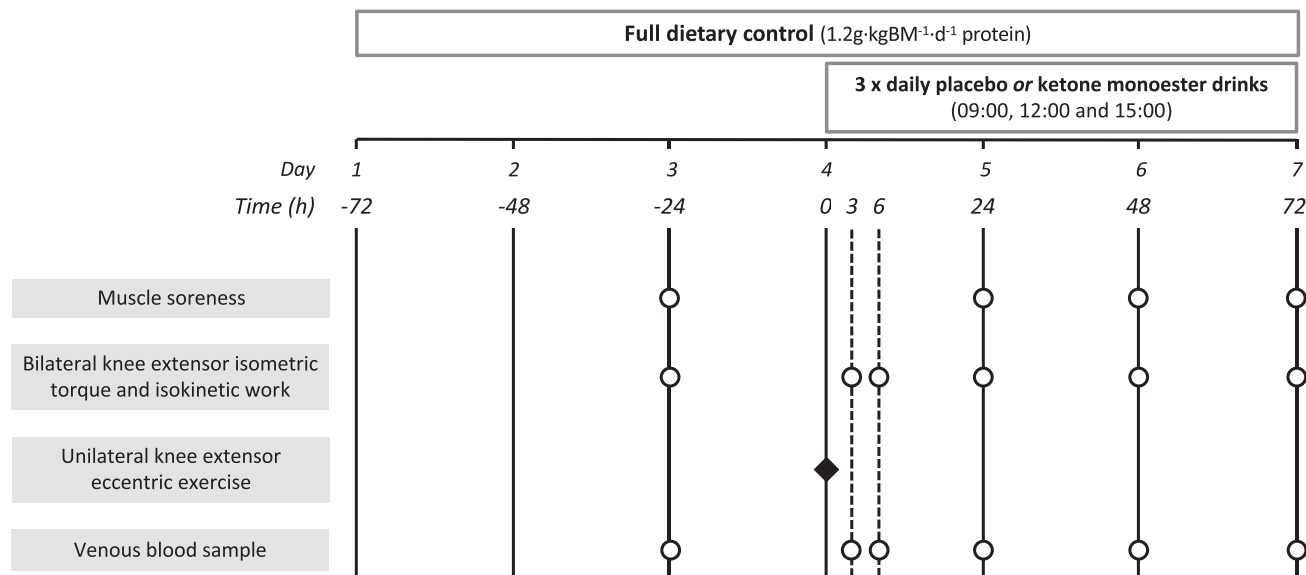 Full dietary control (1.2g·kgBM⁻¹·d⁻¹ protein)
3 x daily placebo or ketone monoester drinks
(09:00, 12:00 and 15:00)
Day 1 2 3 4 5 6 7
Time (h) -72 -48 -24 0 3 6 24 48 72
Muscle soreness
Bilateral knee extensor isometric
torque and isokinetic work
Unilateral knee extensor
eccentric exercise
Venous blood sample